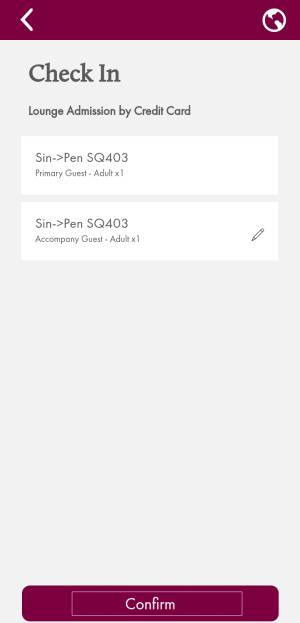 Check In
Lounge Admission by Credit Card
Sin->Pen SQ403
Primary Guest - Adult x1
Sin->Pen SQ403
Accompany Guest - Adult x1
Confirm